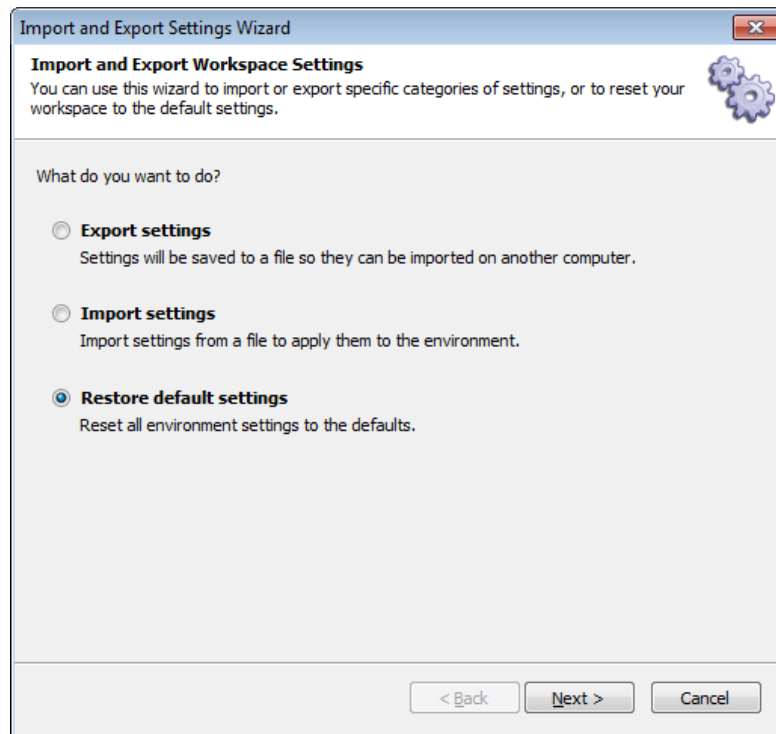 Import and Export Settings Wizard
Import and Export Workspace Settings
You can use this wizard to import or export specific categories of settings, or to reset your
workspace to the default settings.
What do you want to do?
Export settings
Settings will be saved to a file so they can be imported on another computer.
Import settings
Import settings from a file to apply them to the environment.
Restore default settings
Reset all environment settings to the defaults.
< Back Next > Cancel